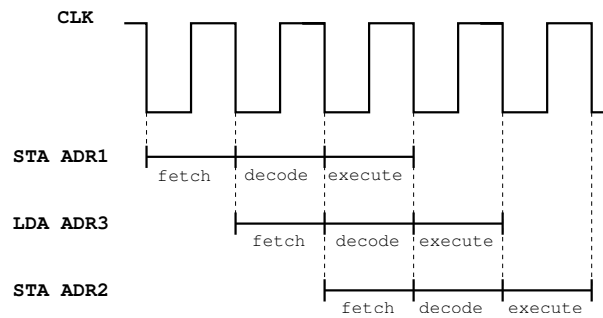 CLK
STA ADR1
fetch decode execute
LDA ADR3
fetch decode execute
STA ADR2
fetch decode execute